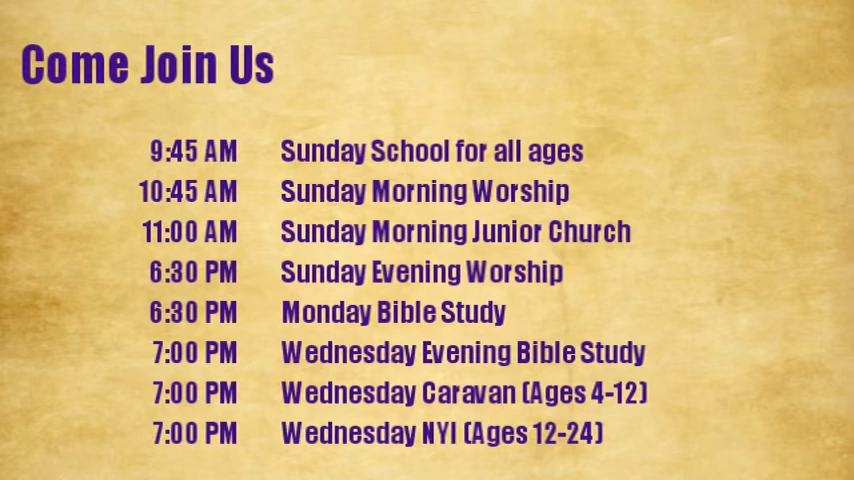 Come Join Us
9:45 AM Sunday School for all ages
10:45 AM Sunday Morning Worship
11:00 AM Sunday Morning Junior Church
6:30 PM Sunday Evening Worship
6:30 PM Monday Bible Study
7:00 PM Wednesday Evening Bible Study
7:00 PM Wednesday Caravan (Ages 4-12)
7:00 PM Wednesday NYI (Ages 12-24)